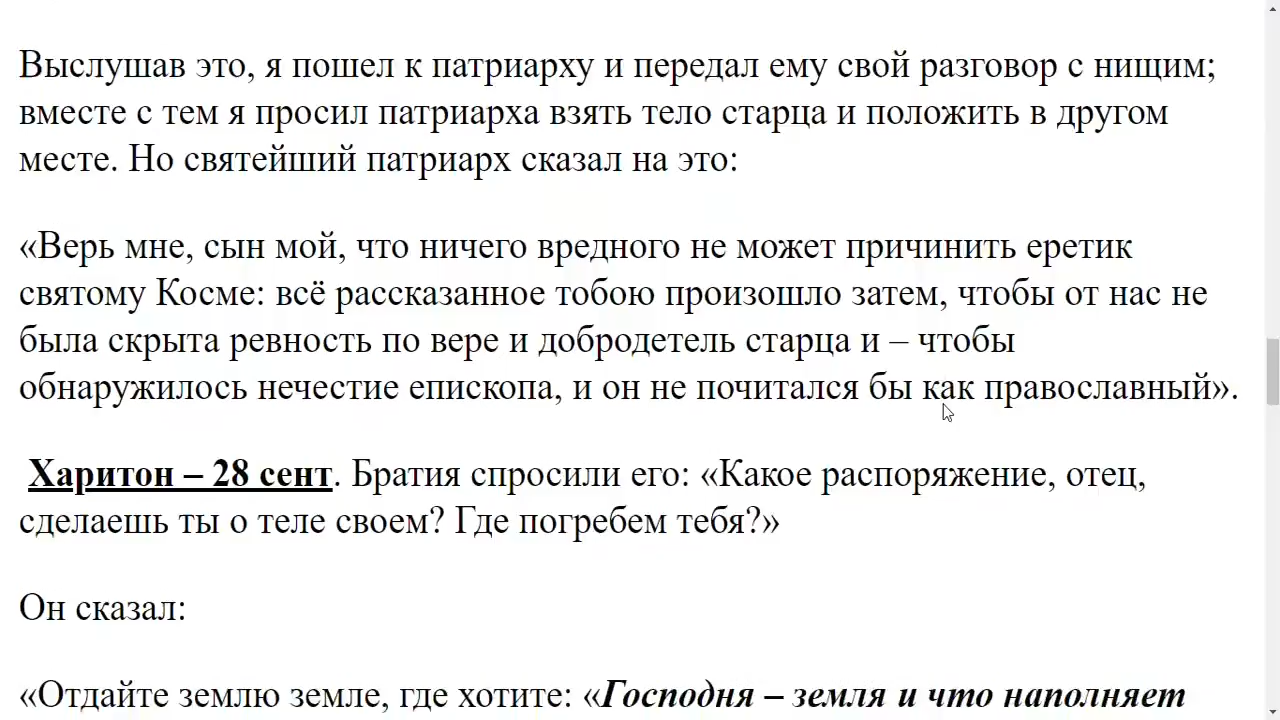 Выслушав это, я пошел к патриарху и передал ему свой разговор с нищим;
вместе с тем я просил патриарха взять тело старца и положить в другом
месте. Но святейший патриарх сказал на это:
«Верь мне, сын мой, что ничего вредного не может причинить еретик
святому Косме: всё рассказанное тобою произошло затем, чтобы от нас не
была скрыта ревность по вере и добродетель старца и – чтобы
обнаружилось нечестие епископа, и он не почитался бы как православный».
Харитон – 28 сент. Братия спросили его: «Какое распоряжение, отец,
сделаешь ты о теле своем? Где погребем тебя?»
Он сказал:
«Отдайте землю земле, где хотите: «Господня – земля и что наполняет